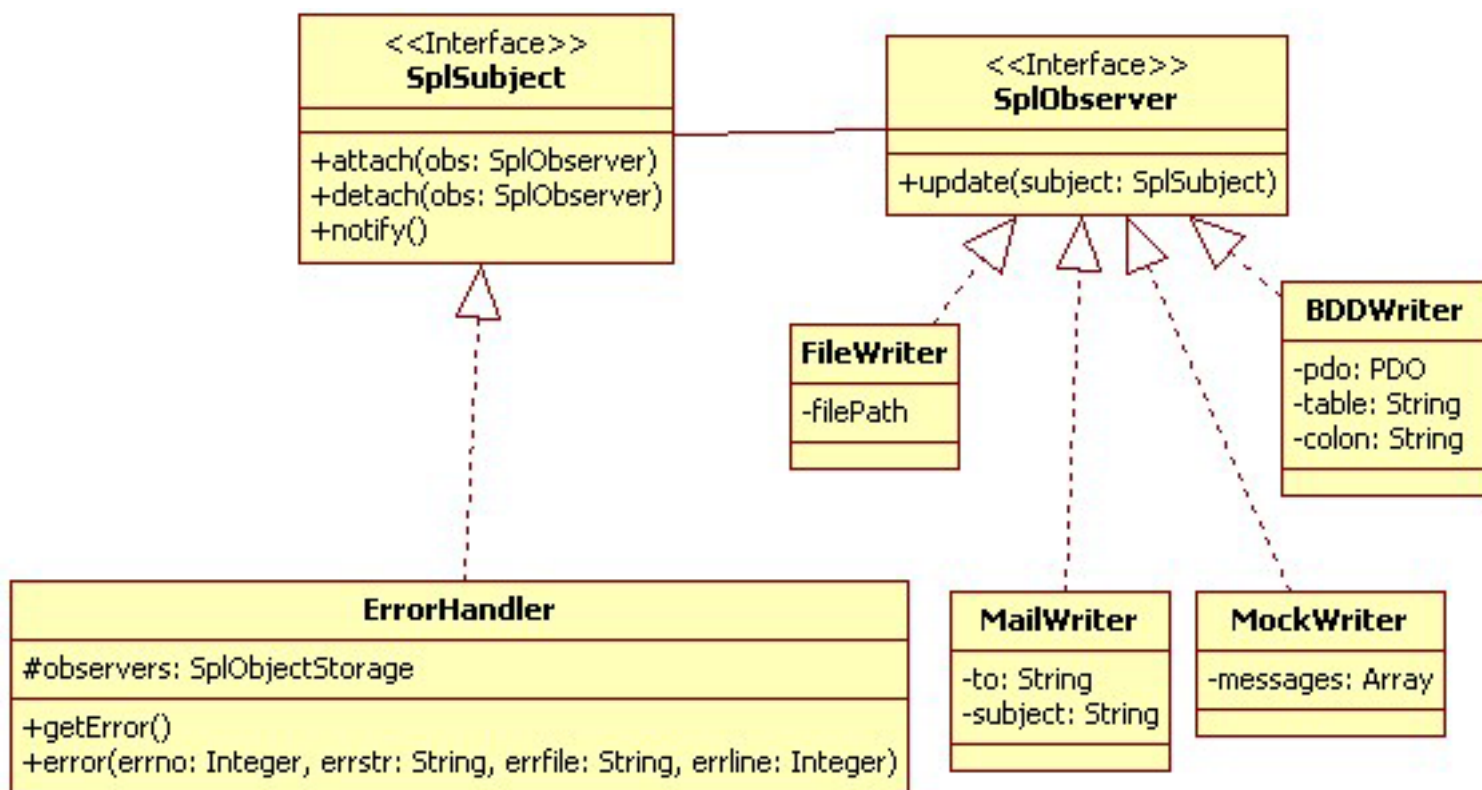 <<Interface>>
SplSubject
+attach(obs: SplObserver)
+detach(obs: SplObserver)
+notify()
<<Interface>>
SplObserver
+update(subject: SplSubject)
FileWriter
-filePath
BDDWriter
-pdo: PDO
-table: String
-colon: String
ErrorHandler
#observers: SplObjectStorage
+getError()
+error(errno: Integer, errstr: String, errfile: String, errline: Integer)
MailWriter
-to: String
-subject: String
MockWriter
-messages: Array